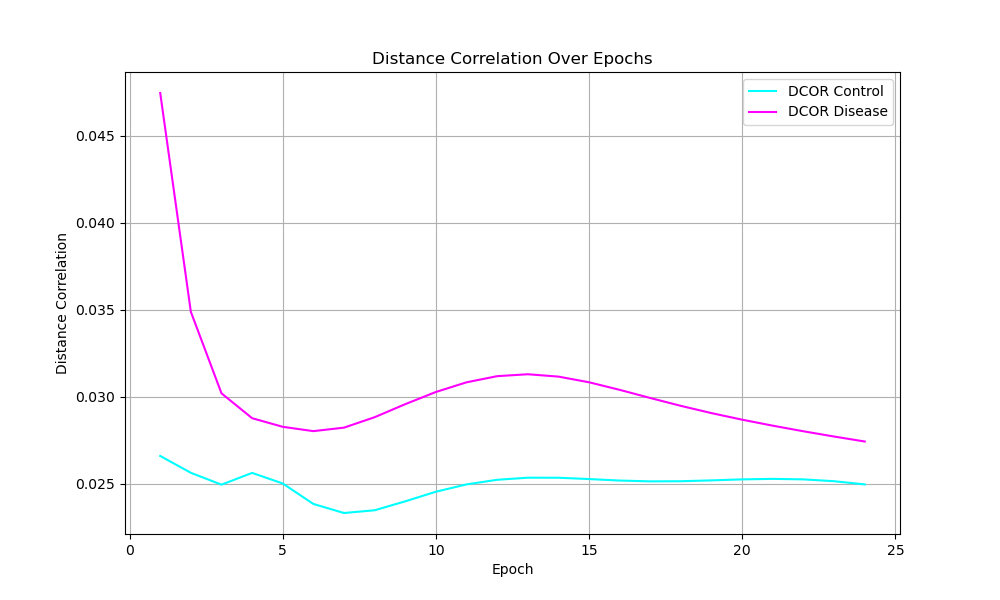 Distance Correlation Over Epochs
DCOR Control
DCOR Disease
Distance Correlation
0.045
0.040
0.035
0.030
0.025
0 5 10 15 20 25
Epoch